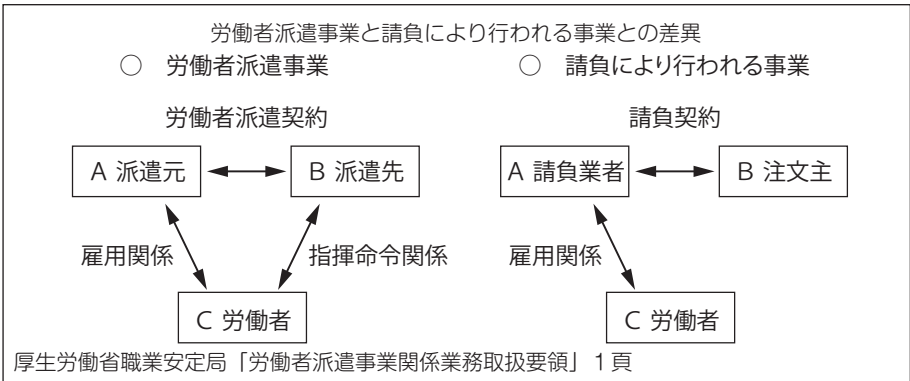 労働者派遣事業と請負により行われる事業との差異
○　労働者派遣事業　○　請負により行われる事業
労働者派遣契約　請負契約
A 派遣元　B 派遣先　A 請負業者　B 注文主
雇用関係　指揮命令関係　雇用関係
C 労働者　C 労働者
厚生労働省職業安定局「労働者派遣事業関係業務取扱要領」1頁